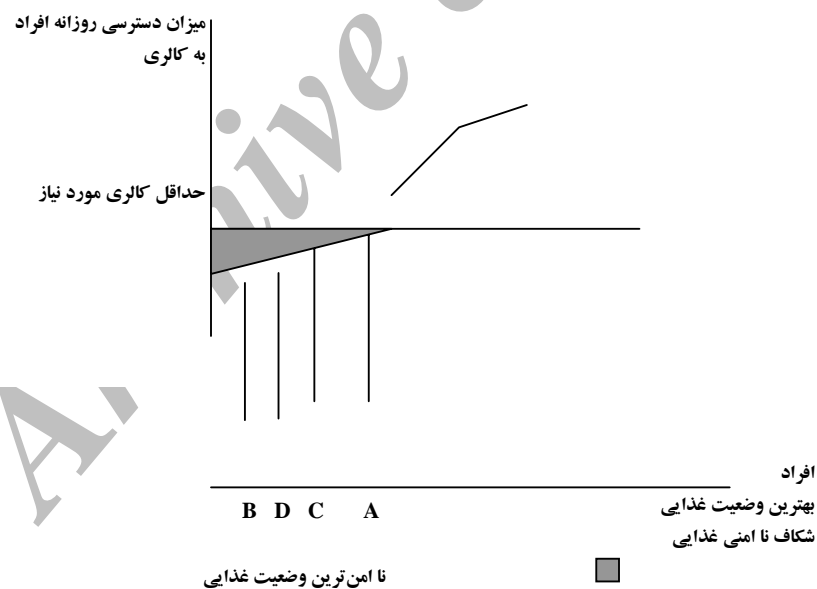 میزان دسترسی روزانه افراد
به کالری
حداقل کالری مورد نیاز
افراد
B D C A
بهترین وضعیت غذایی
شکاف نا امنی غذایی
نا امن‌ترین وضعیت غذایی